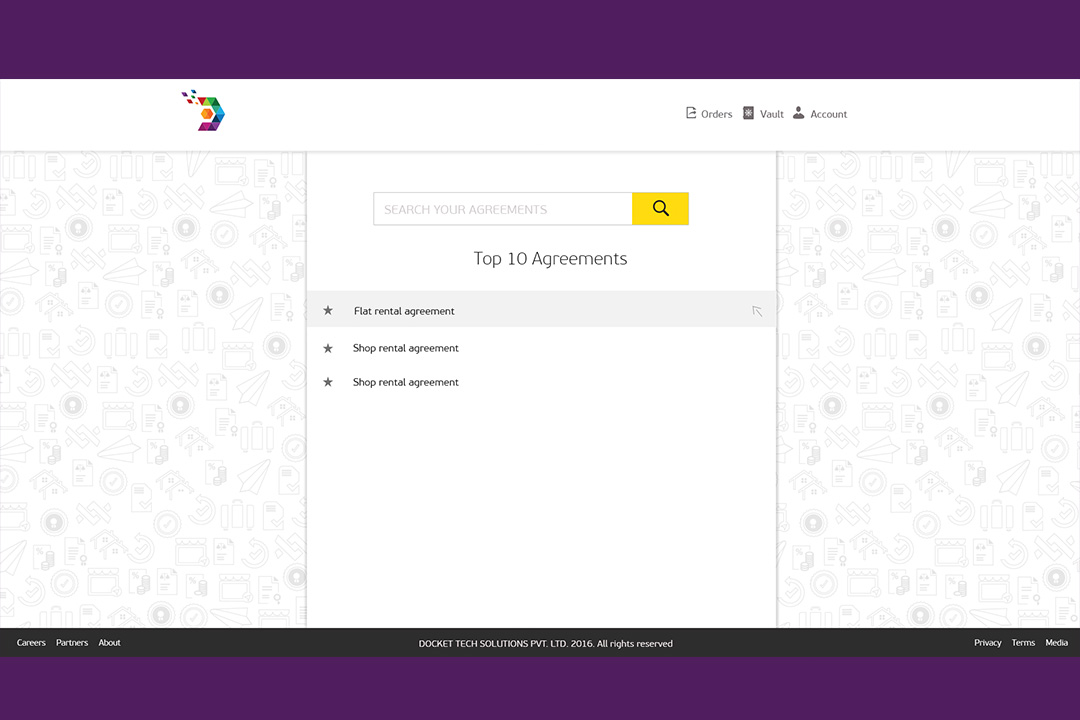 Orders Vault Account
SEARCH YOUR AGREEMENTS
Top 10 Agreements
Flat rental agreement
Shop rental agreement
Shop rental agreement
Careers Partners About DOCKET TECH SOLUTIONS PVT. LTD. 2016. All rights reserved Privacy Terms Media